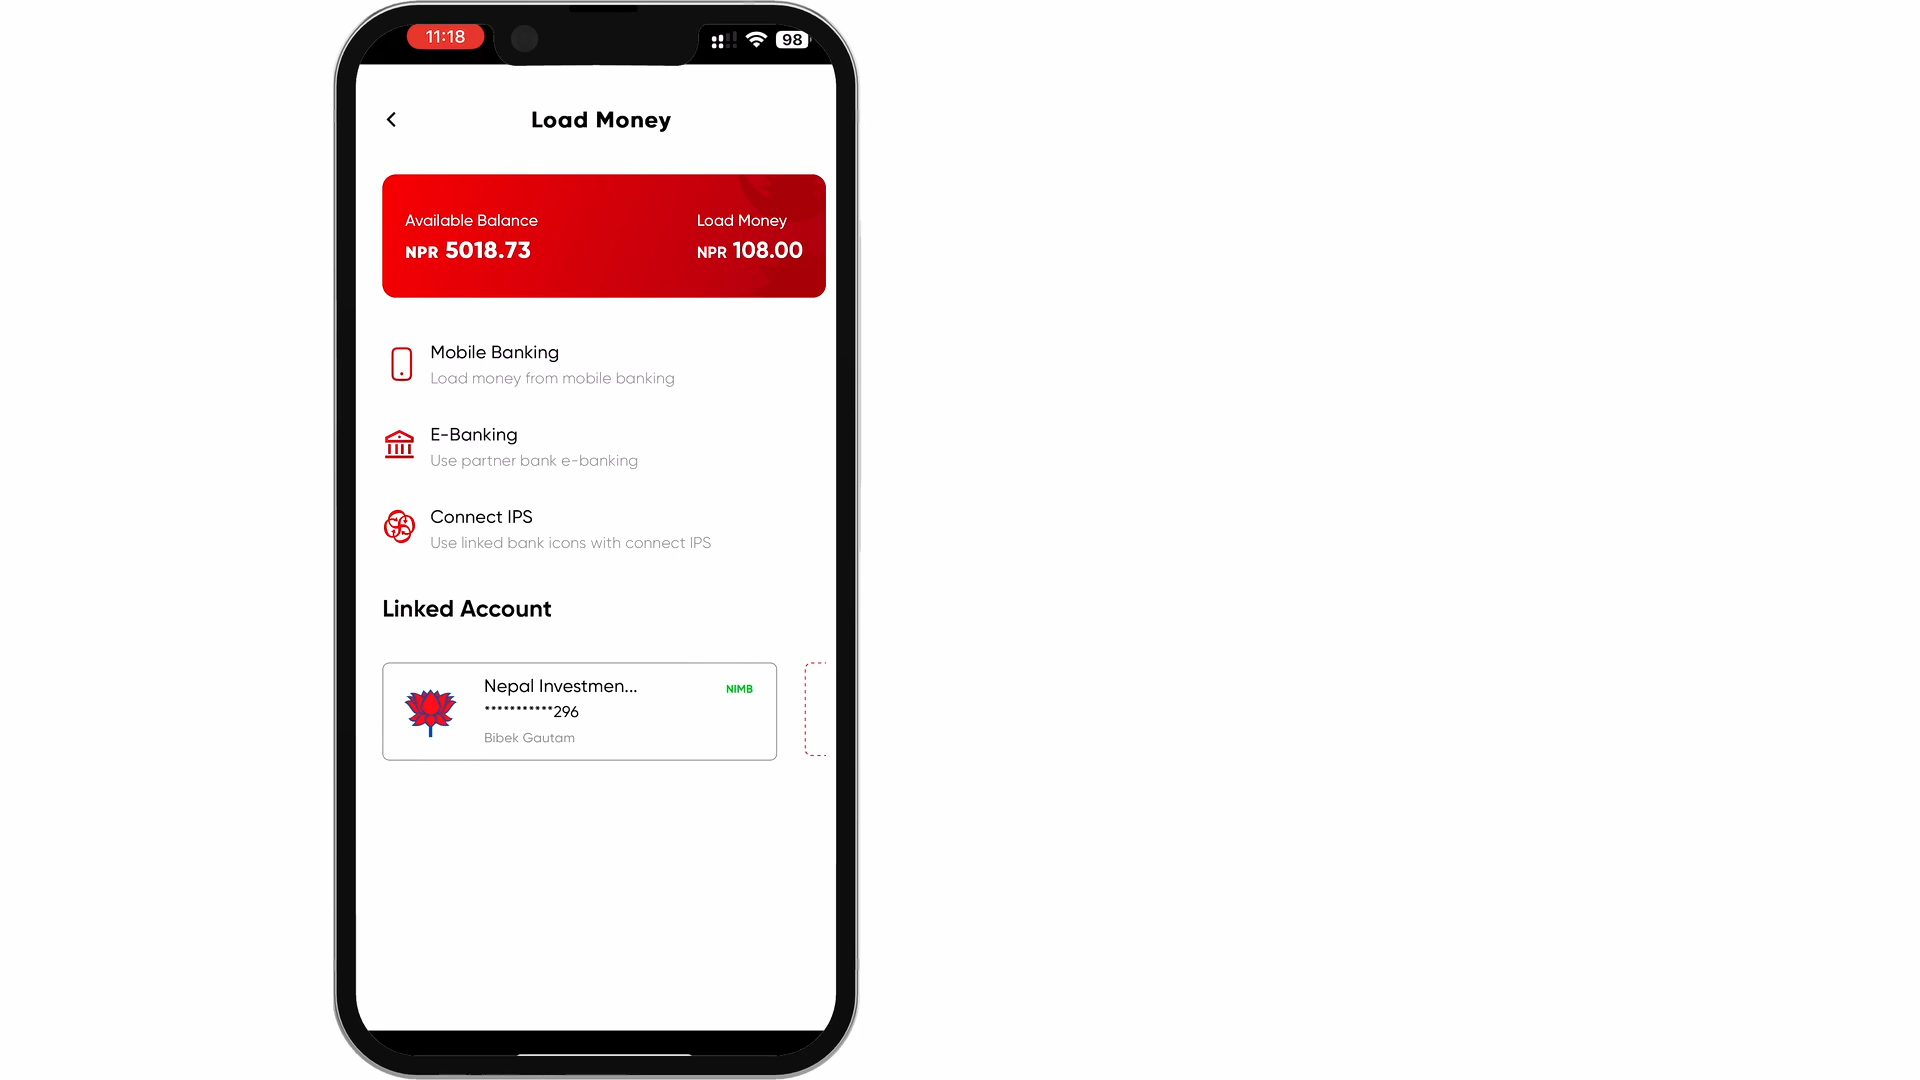 11:18
98
Load Money
Available Balance
NPR 5018.73
Load Money
NPR 108.00
Mobile Banking
Load money from mobile banking
E-Banking
Use partner bank e-banking
Connect IPS
Use linked bank icons with connect IPS
Linked Account
Nepal Investmen...
NIMB
***********296
Bibek Gautam